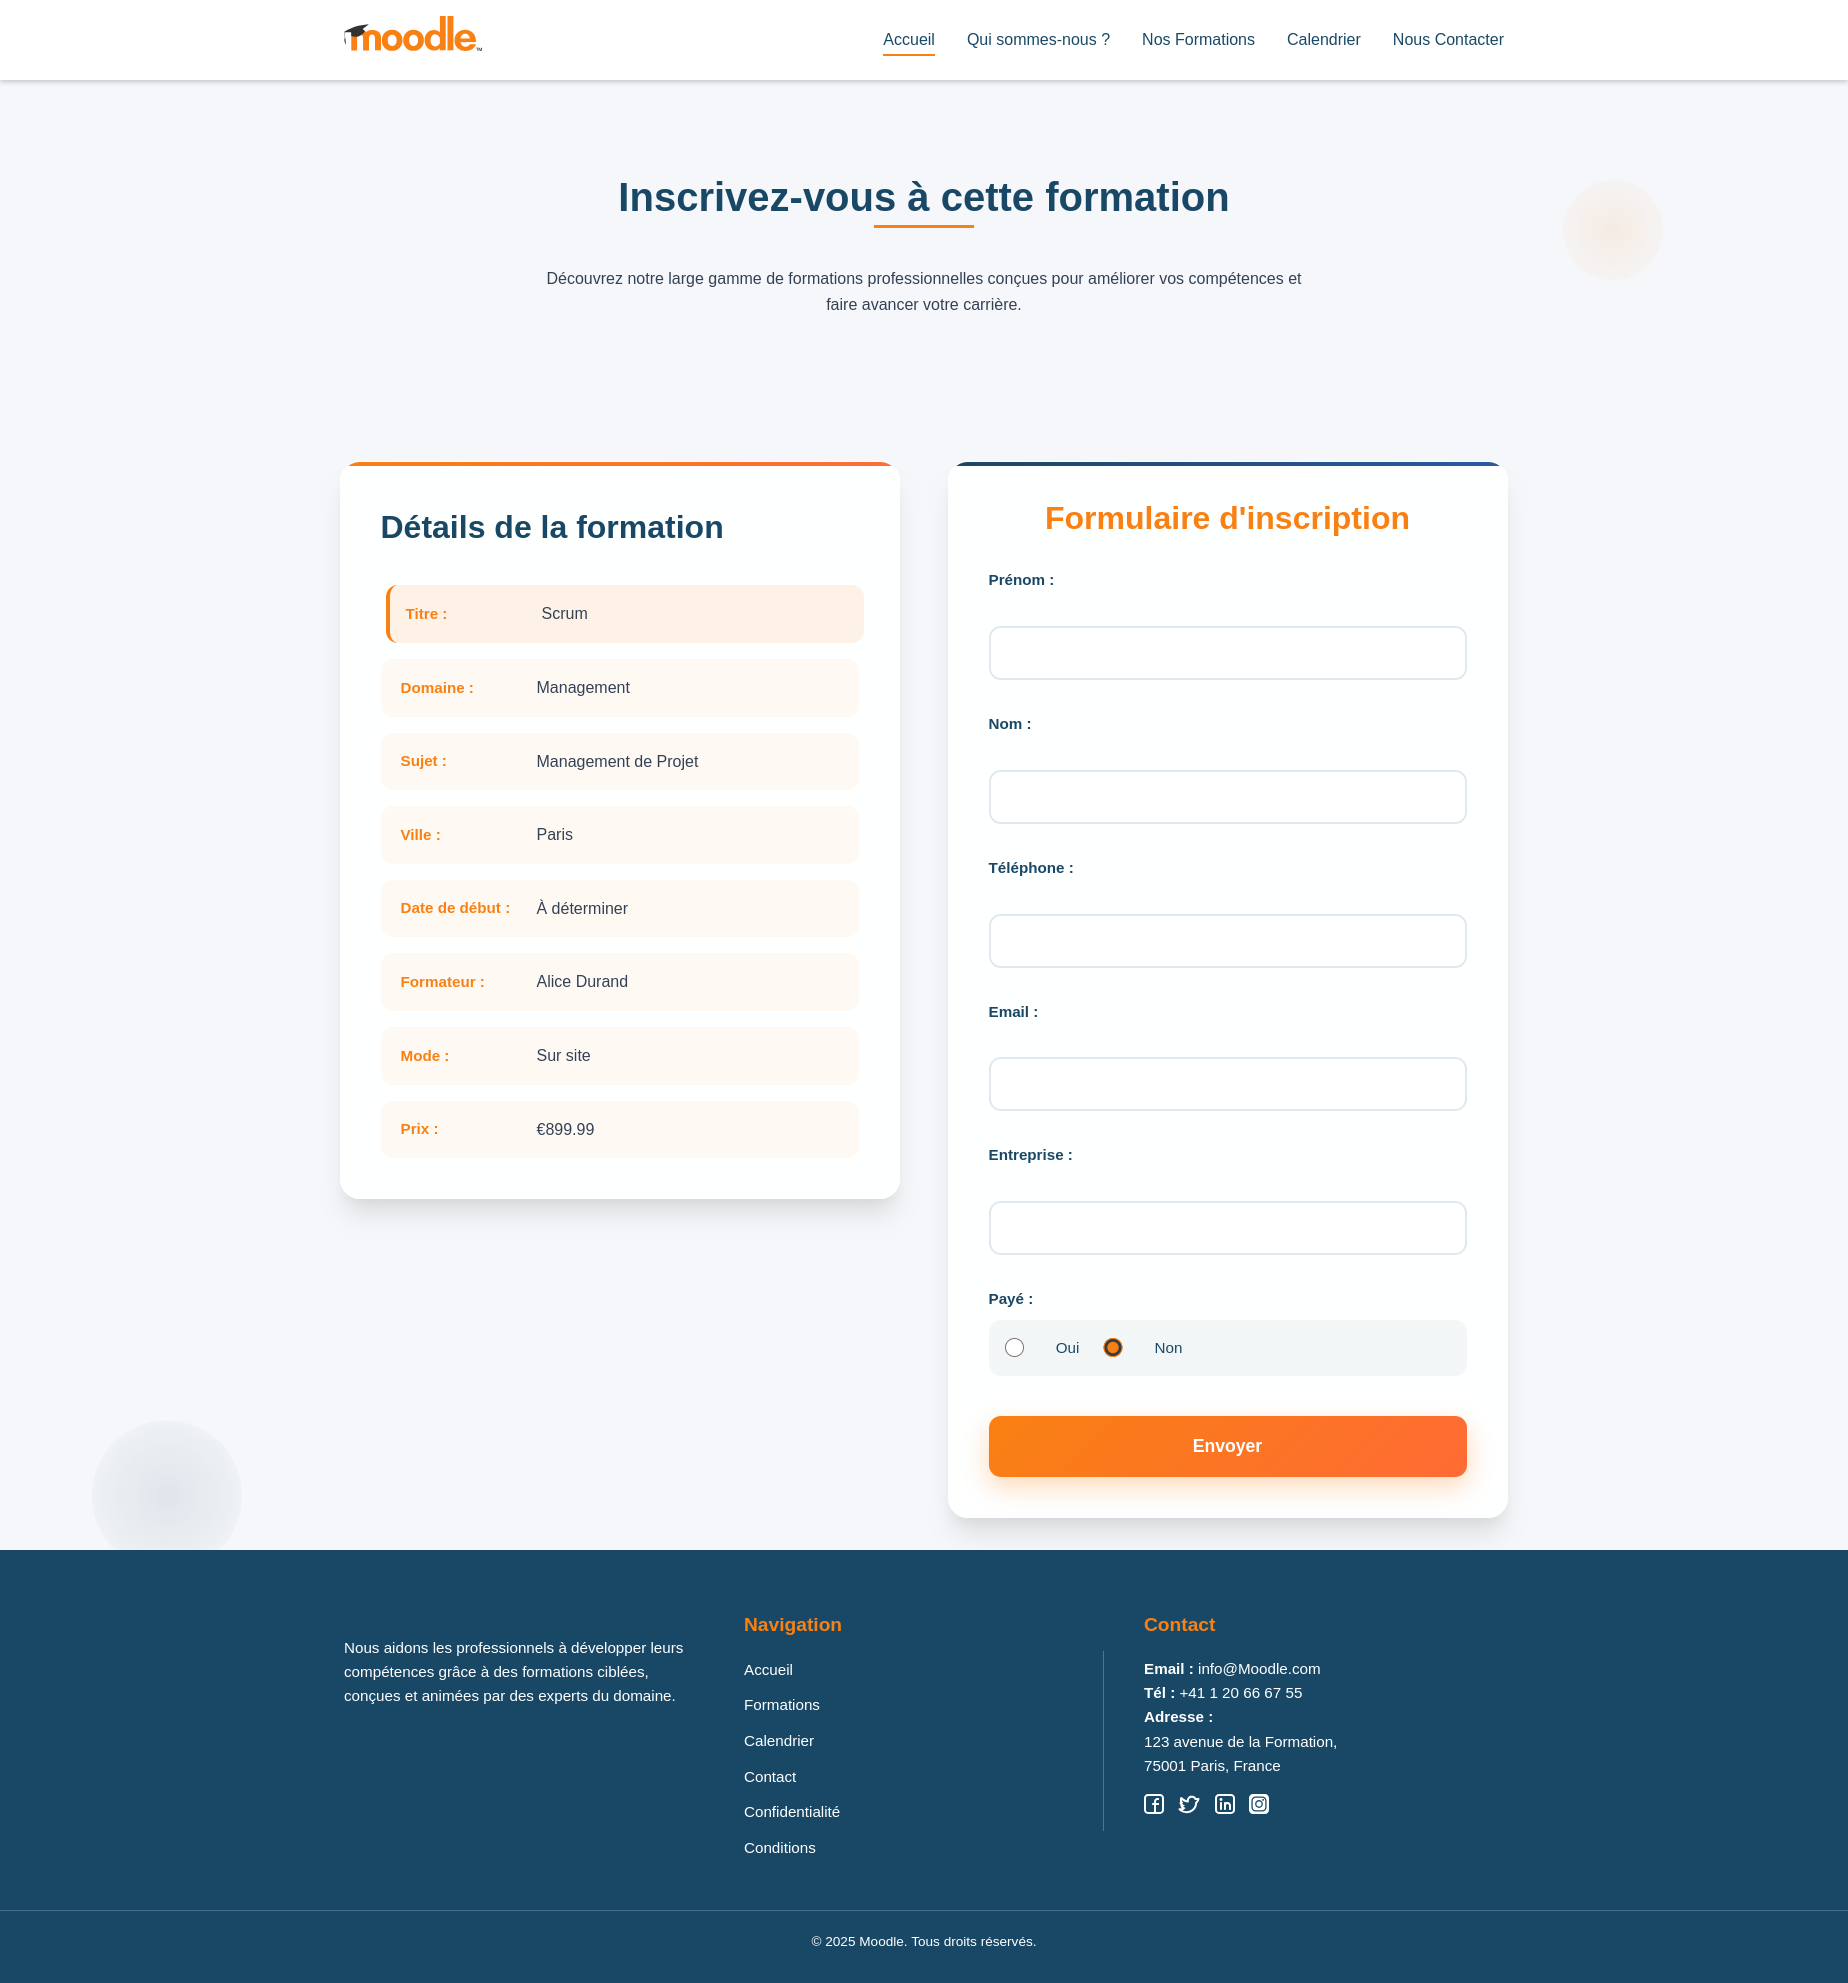 moodle™
Accueil
Qui sommes-nous ?
Nos Formations
Calendrier
Nous Contacter
Inscrivez-vous à cette formation
Découvrez notre large gamme de formations professionnelles conçues pour améliorer vos compétences et
faire avancer votre carrière.
Détails de la formation
Titre : Scrum
Domaine : Management
Sujet : Management de Projet
Ville : Paris
Date de début : À déterminer
Formateur : Alice Durand
Mode : Sur site
Prix : €899.99
Formulaire d'inscription
Prénom :
Nom :
Téléphone :
Email :
Entreprise :
Payé :
Oui Non
Envoyer
Nous aidons les professionnels à développer leurs
compétences grâce à des formations ciblées,
conçues et animées par des experts du domaine.
Navigation
Accueil
Formations
Calendrier
Contact
Confidentialité
Conditions
Contact
Email : info@Moodle.com
Tél : +41 1 20 66 67 55
Adresse :
123 avenue de la Formation,
75001 Paris, France
© 2025 Moodle. Tous droits réservés.